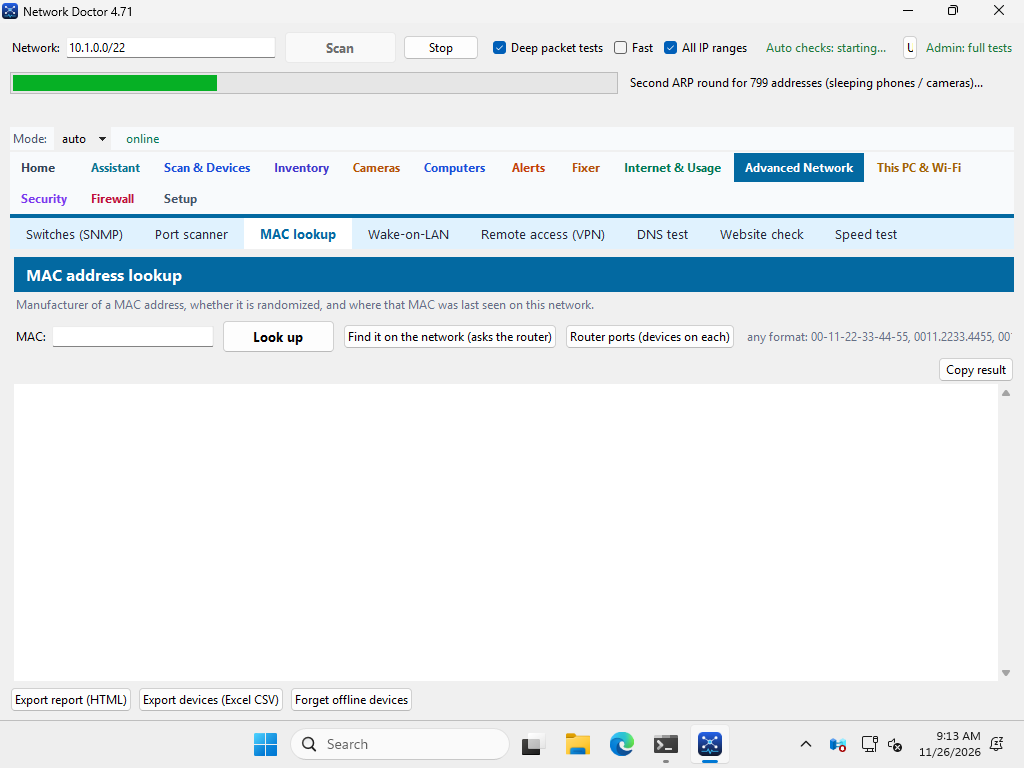 Network Doctor 4.71
Network: 10.1.0.0/22 Scan Stop Deep packet tests Fast All IP ranges Auto checks: starting... Admin: full tests
Second ARP round for 799 addresses (sleeping phones / cameras)...
Mode: auto online
Home Assistant Scan & Devices Inventory Cameras Computers Alerts Fixer Internet & Usage Advanced Network This PC & Wi-Fi
Security Firewall Setup
Switches (SNMP) Port scanner MAC lookup Wake-on-LAN Remote access (VPN) DNS test Website check Speed test
MAC address lookup
Manufacturer of a MAC address, whether it is randomized, and where that MAC was last seen on this network.
MAC: Look up Find it on the network (asks the router) Router ports (devices on each) any format: 00-11-22-33-44-55, 0011.2233.4455, 00
Copy result
Export report (HTML) Export devices (Excel CSV) Forget offline devices
Search
9:13 AM
11/26/2026